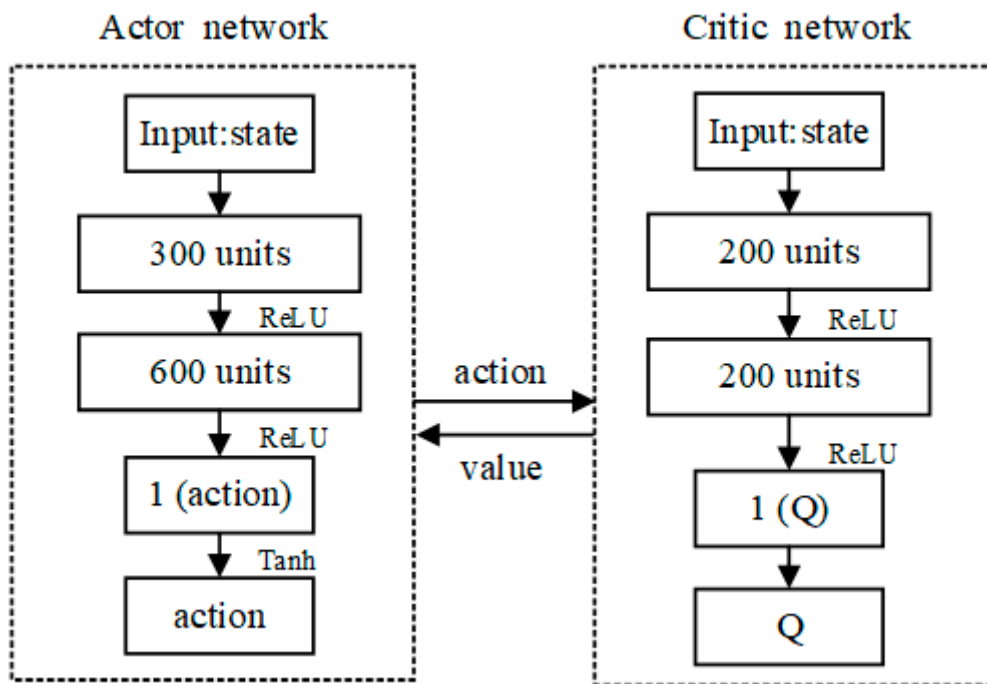 Actor network
Input:state
300 units
ReLU
600 units
ReLU
1 (action)
Tanh
action
action
value
Critic network
Input:state
200 units
ReLU
200 units
ReLU
1 (Q)
Q